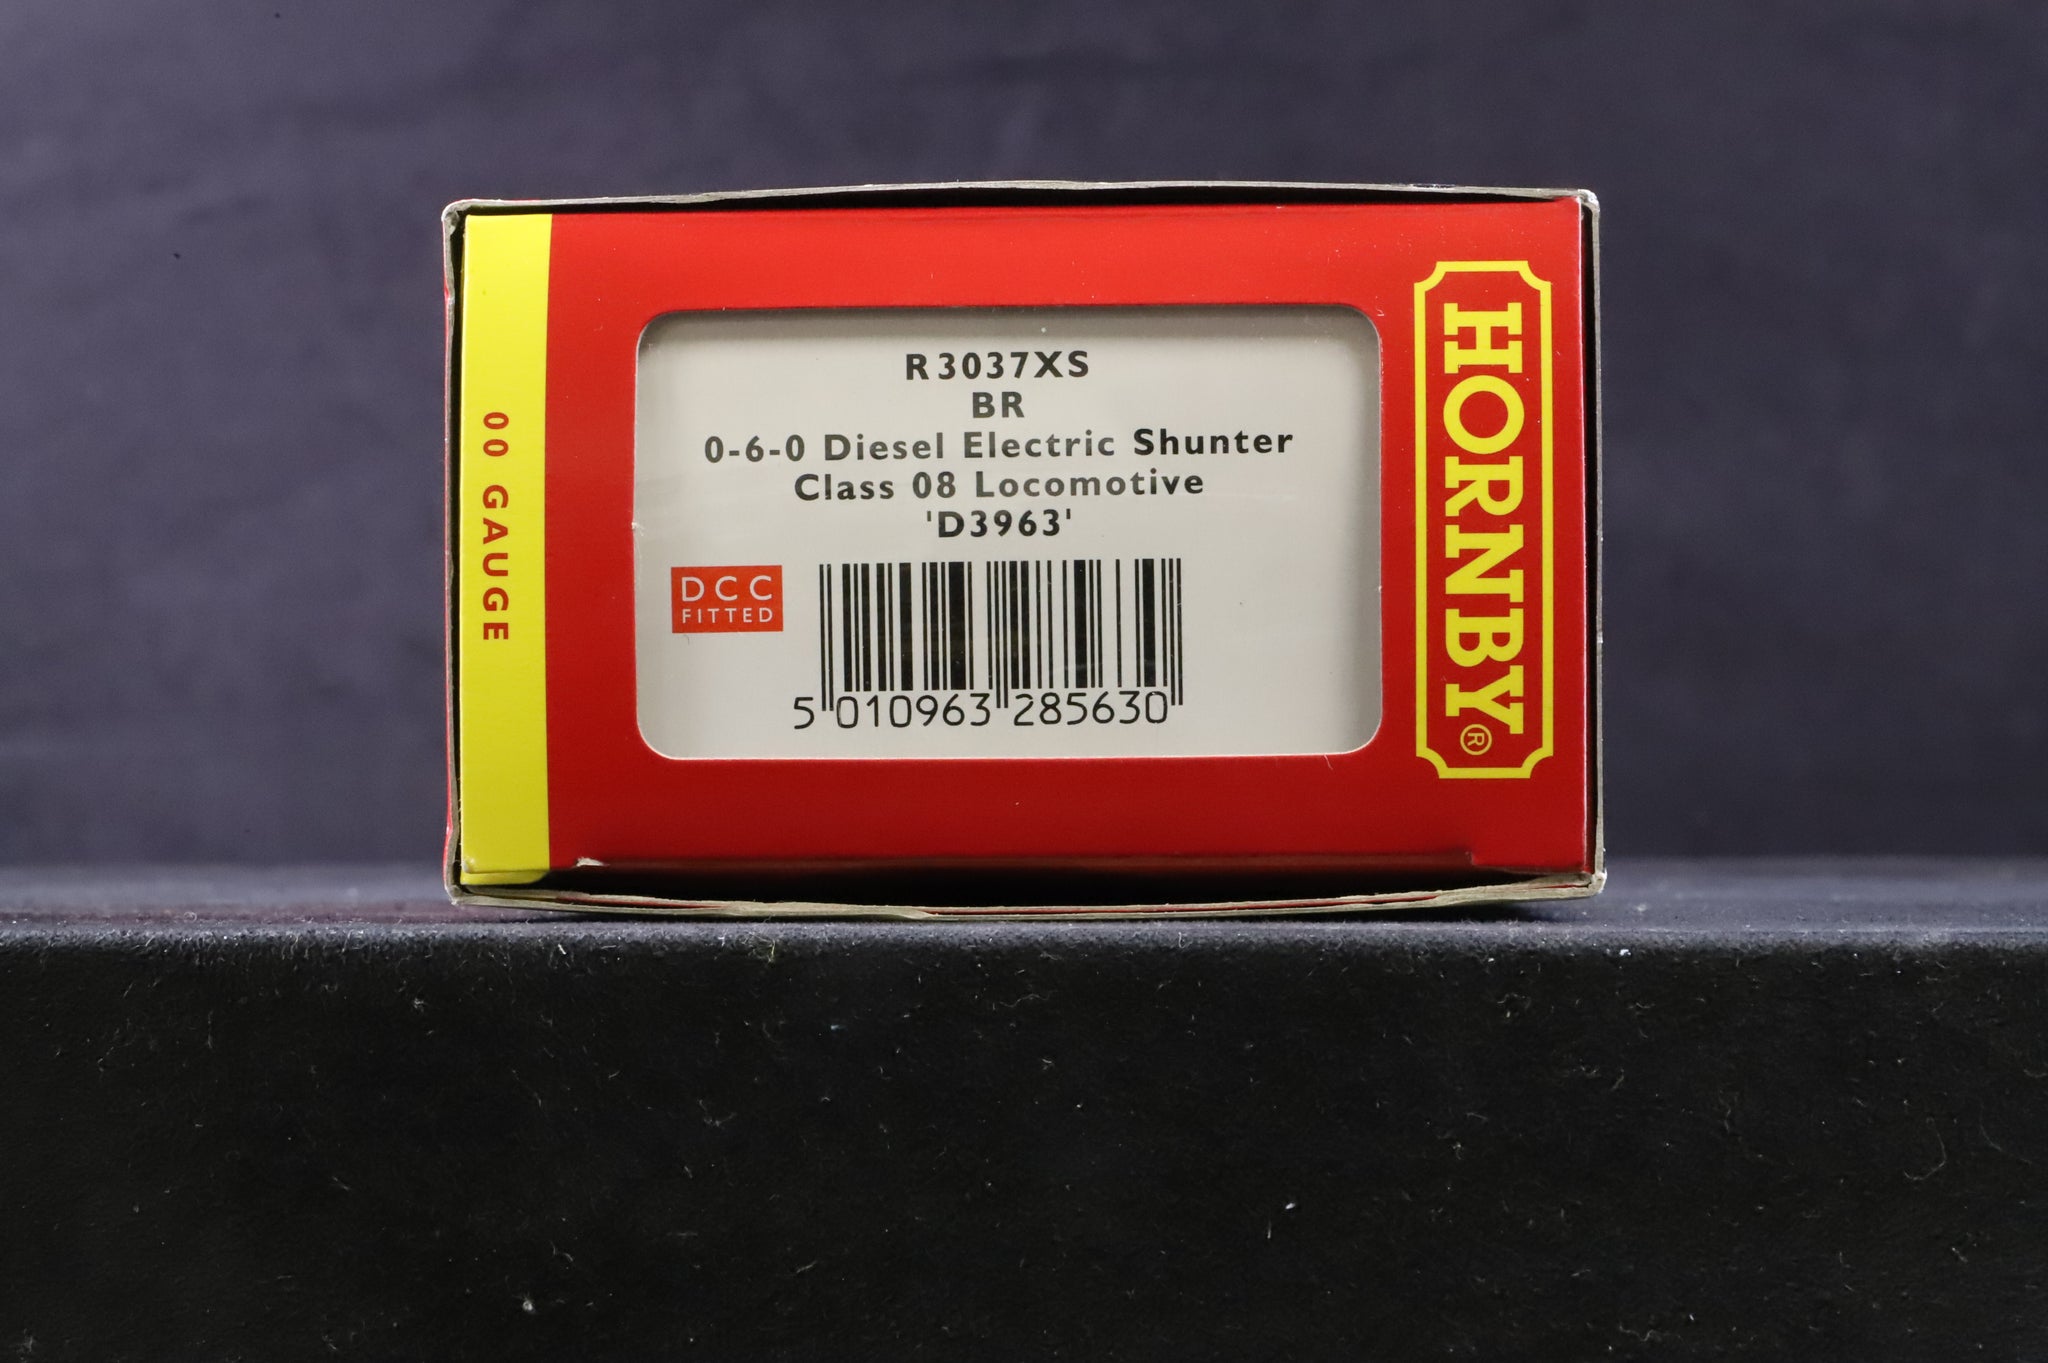 R3037XS
BR
0-6-0 Diesel Electric Shunter
Class 08 Locomotive
'D3963'
DCC
FITTED
5 010963 285630
00 GAUGE
HORNBY®